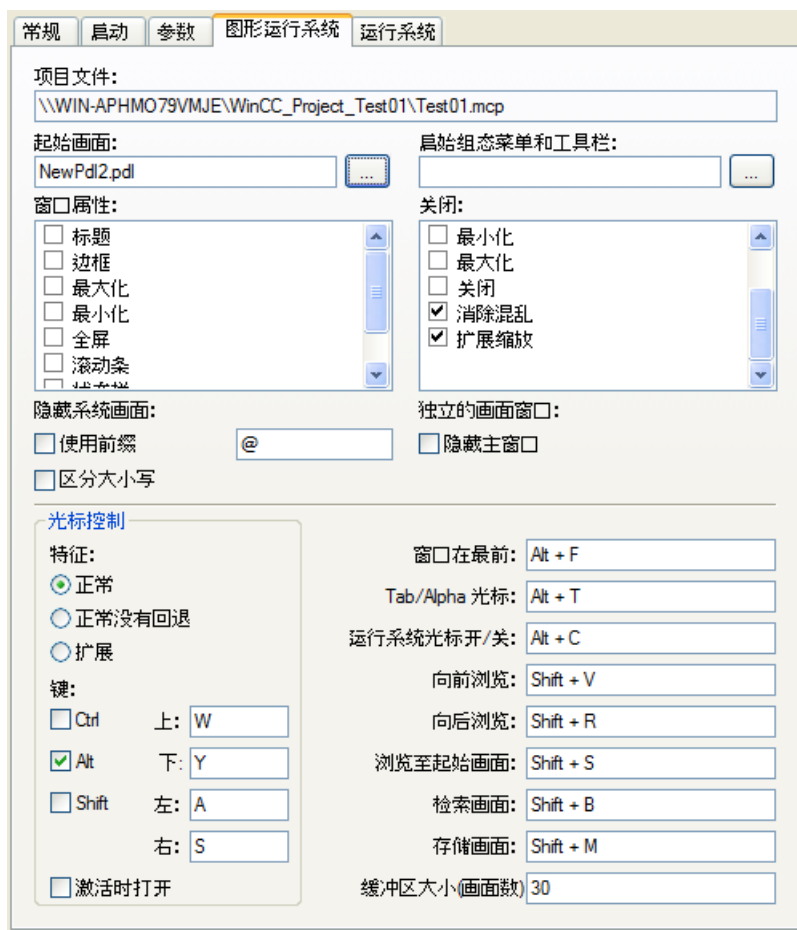 常规 启动 参数 图形运行系统 运行系统
项目文件:
\\WIN-APHMO79VMJE\WinCC_Project_Test01\Test01.mcp
起始画面: 启始组态菜单和工具栏:
NewPdl2.pdl ... ...
窗口属性: 关闭:
标题 最小化
边框 最大化
最大化 关闭
最小化 消除混乱
全屏 扩展缩放
滚动条
隐藏系统画面: 独立的画面窗口:
使用前缀 @ 隐藏主窗口
区分大小写
光标控制
特征: 窗口在最前: Alt + F
正常 Tab/Alpha 光标: Alt + T
正常没有回退 运行系统光标开/关: Alt + C
扩展 向前浏览: Shift + V
键:
Ctrl 上: W 向后浏览: Shift + R
Alt 下: Y 浏览至起始画面: Shift + S
Shift 左: A 检索画面: Shift + B
右: S 存储画面: Shift + M
激活时打开 缓冲区大小(画面数) 30